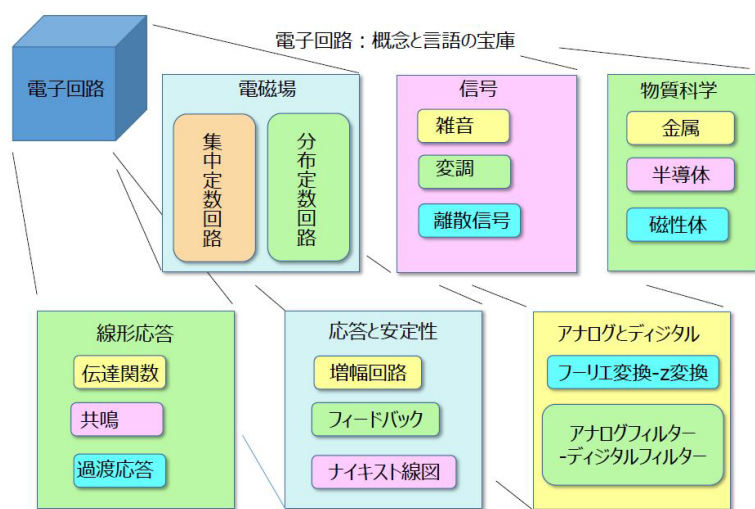 電子回路：概念と言語の宝庫
電子回路
電磁場
集中定数回路
分布定数回路
信号
雑音
変調
離散信号
物質科学
金属
半導体
磁性体
線形応答
伝達関数
共鳴
過渡応答
応答と安定性
増幅回路
フィードバック
ナイキスト線図
アナログとディジタル
フーリエ変換-z変換
アナログフィルター
-ディジタルフィルター